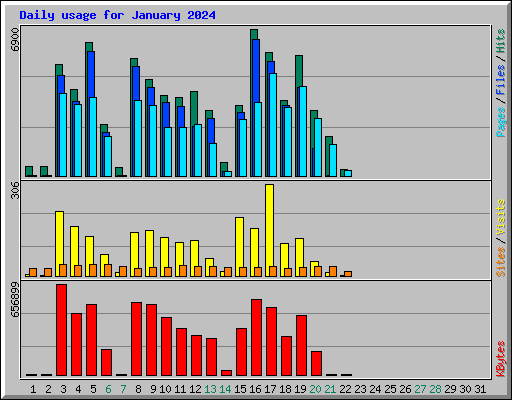 Daily usage for January 2024
6900
306
656899
Pages / Files / Hits
Sites / Visits
KBytes
1 2 3 4 5 6 7 8 9 10 11 12 13 14 15 16 17 18 19 20 21 22 23 24 25 26 27 28 29 30 31